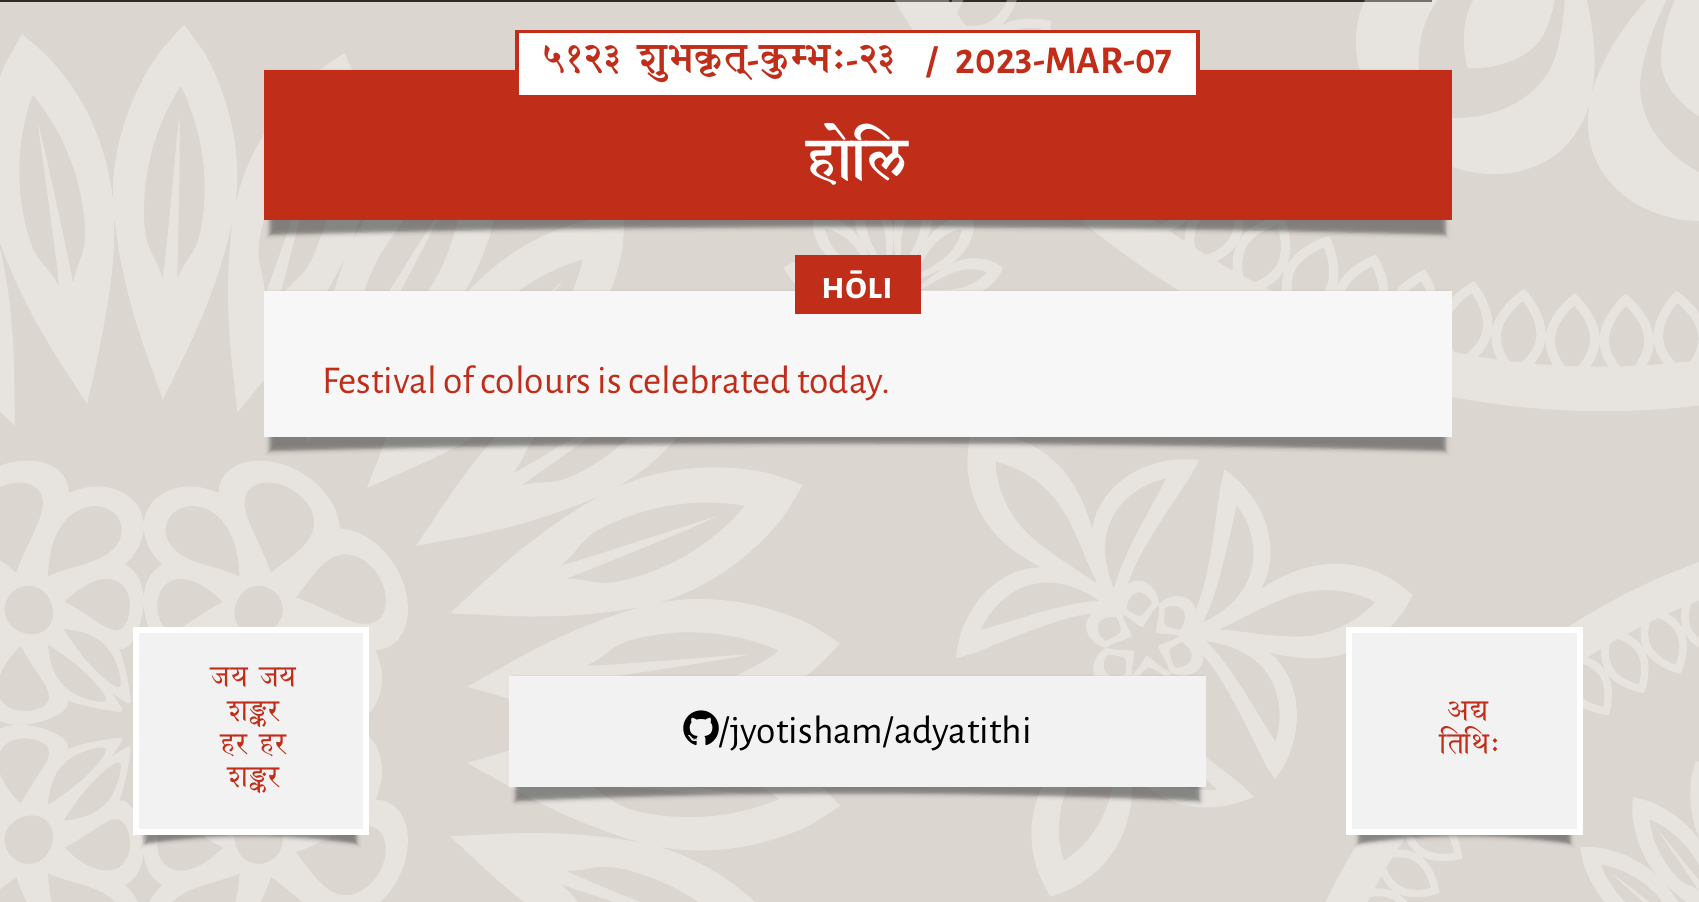 ५१२३ शुभकृत्-कुम्भः-२३ / 2023-MAR-07
होलि
HŌLI
Festival of colours is celebrated today.
जय जय
शङ्कर
हर हर
शङ्कर
/jyotisham/adyatithi
अद्य
तिथिः